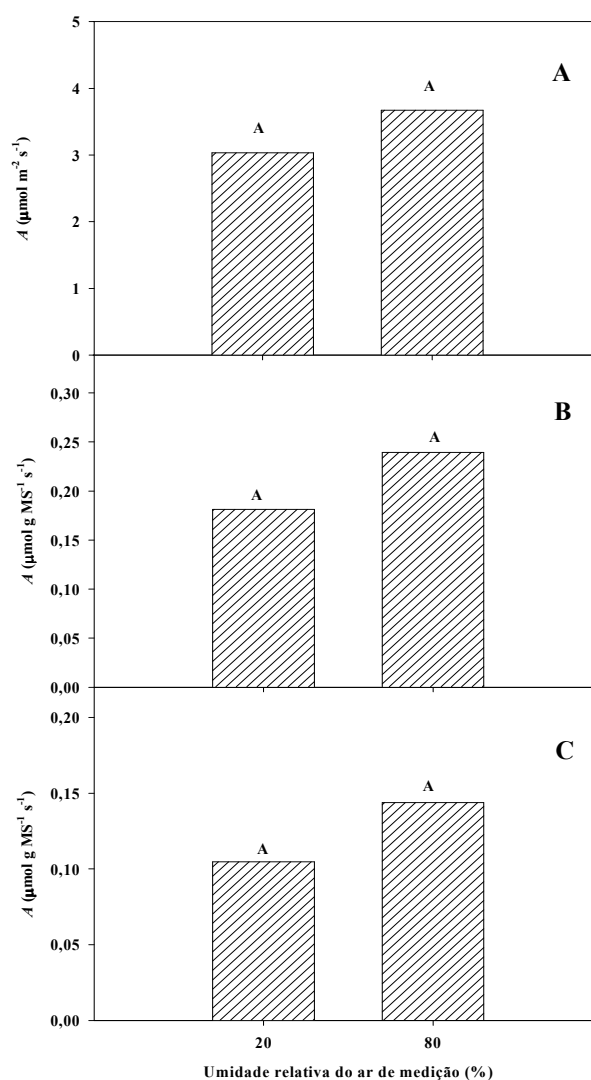 5
4
3
2
1
0
A (μmol m⁻² s⁻¹)
A
A
A
0,30
0,25
0,20
0,15
0,10
0,05
0,00
A (μmol g MS⁻¹ s⁻¹)
A
A
B
0,20
0,15
0,10
0,05
0,00
A (μmol g MS⁻¹ s⁻¹)
A
A
C
20
80
Umidade relativa do ar de medição (%)